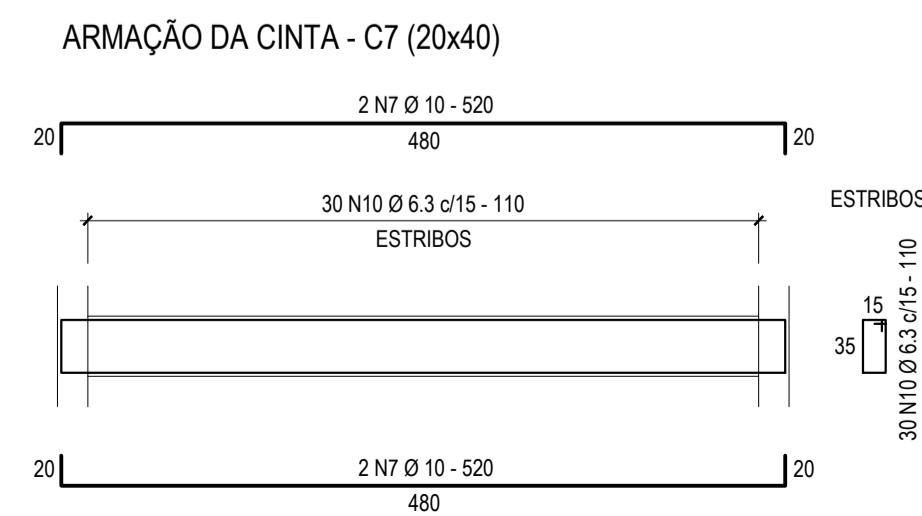 ARMAÇÃO DA CINTA - C7 (20x40)
2 N7 Ø 10 - 520
20
480
20
30 N10 Ø 6.3 c/15 - 110
ESTRIBOS
ESTRIBOS
15
35
30 N10 Ø 6.3 c/15 - 110
20
2 N7 Ø 10 - 520
20
480